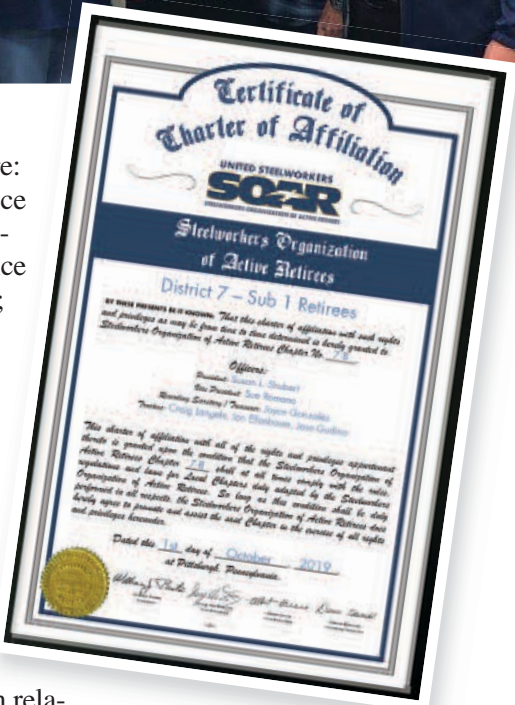 e:
ce
-
ce
;
Certificate of
Charter of Affiliation
UNITED STEELWORKERS
SOAR
STEELWORKERS ORGANIZATION OF ACTIVE RETIREES
Steelworkers Organization
of Active Retirees
District 7 – Sub 1 Retirees
BY THESE PRESENTS BE IT KNOWN: That this charter of affiliation with such rights
and privileges as may be from time to time determined is hereby granted to
Steelworkers Organization of Active Retirees Chapter No. 7 8
Officers:
President: Susan L. Shubert
Vice President: Sue Romano
Recording Secretary / Treasurer: Joyce Gonzales
Trustees: Craig Langele, Jon Elfenbaum, Jose Gudino
This charter of affiliation with all of the rights and privileges appurtenant
thereto is granted upon the condition that the Steelworkers Organization of
Active Retirees Chapter 7 8 shall at all times comply with the rules,
regulations and laws for Local Chapters duly adopted by the Steelworkers
Organization of Active Retirees. So long as this condition shall be duly
performed in all respects, the Steelworkers Organization of Active Retirees does
hereby agree to promote and assist the said Chapter in the exercise of all rights
and privileges hereunder.
Dated this 1st day of October 2019
at Pittsburgh, Pennsylvania.
n rela-